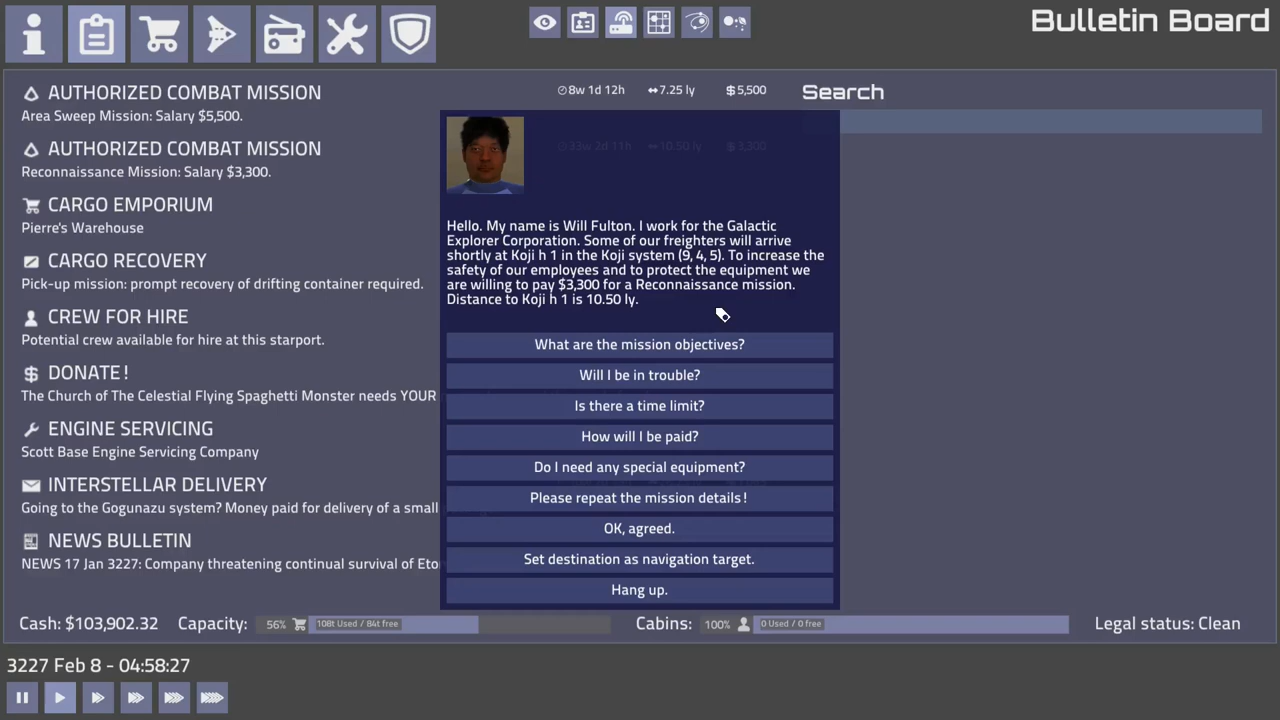 Bulletin Board
AUTHORIZED COMBAT MISSION
8w 1d 12h
7.25 ly
$5,500
Search
Area Sweep Mission: Salary $5,500.
AUTHORIZED COMBAT MISSION
33w 2d 11h
10.50 ly
$3,300
Reconnaissance Mission: Salary $3,300.
CARGO EMPORIUM
Pierre's Warehouse
CARGO RECOVERY
Pick-up mission: prompt recovery of drifting container required.
CREW FOR HIRE
Potential crew available for hire at this starport.
DONATE!
The Church of The Celestial Flying Spaghetti Monster needs YOUR
ENGINE SERVICING
Scott Base Engine Servicing Company
INTERSTELLAR DELIVERY
Going to the Gogunazu system? Money paid for delivery of a small
NEWS BULLETIN
NEWS 17 Jan 3227: Company threatening continual survival of
Hello. My name is Will Fulton. I work for the Galactic
Explorer Corporation. Some of our freighters will arrive
shortly at Koji h 1 in the Koji system (9, 4, 5). To increase the
safety of our employees and to protect the equipment we
are willing to pay $3,300 for a Reconnaissance mission.
Distance to Koji h 1 is 10.50 ly.
What are the mission objectives?
Will I be in trouble?
Is there a time limit?
How will I be paid?
Do I need any special equipment?
Please repeat the mission details!
OK, agreed.
Set destination as navigation target.
Hang up.
Cash: $103,902.32
Capacity:
56%
108t Used / 84t free
Cabins:
100%
0 Used / 0 free
Legal status: Clean
3227 Feb 8 - 04:58:27